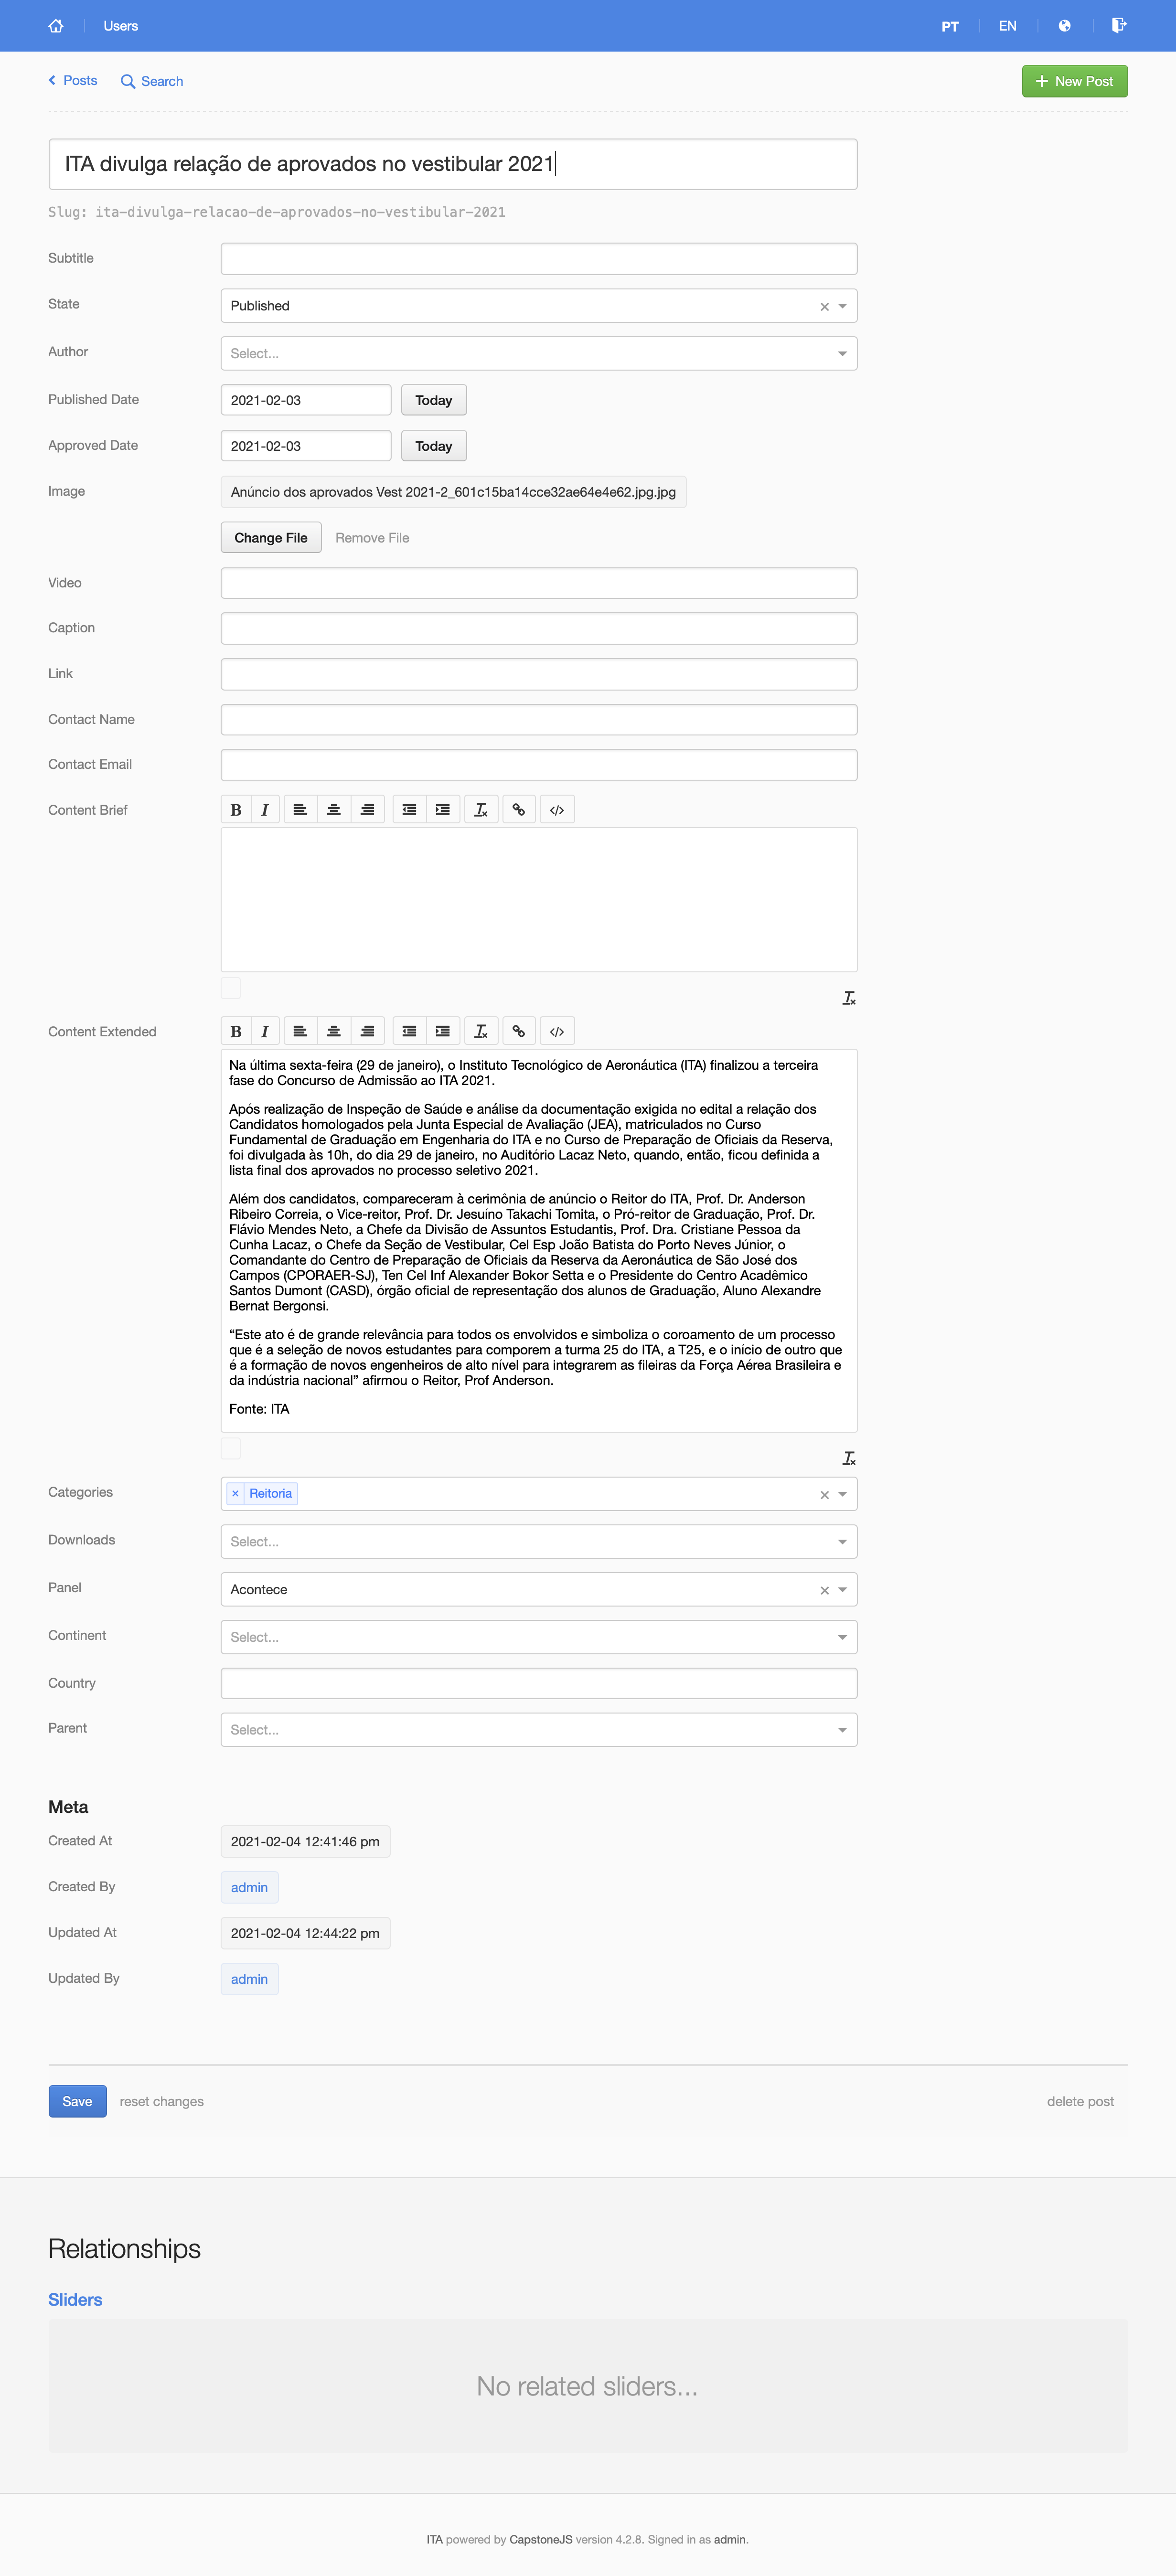 Users
PT
EN
Posts
Search
New Post
ITA divulga relação de aprovados no vestibular 2021
Slug: ita-divulga-relacao-de-aprovados-no-vestibular-2021
Subtitle
State
Published
Author
Select...
Published Date
2021-02-03
Today
Approved Date
2021-02-03
Today
Image
Anúncio dos aprovados Vest 2021-2_601c15ba14cce32ae64e4e62.jpg.jpg
Change File
Remove File
Video
Caption
Link
Contact Name
Contact Email
Content Brief
B I
Content Extended
B I
Na última sexta-feira (29 de janeiro), o Instituto Tecnológico de Aeronáutica (ITA) finalizou a terceira
fase do Concurso de Admissão ao ITA 2021.
Após realização de Inspeção de Saúde e análise da documentação exigida no edital a relação dos
Candidatos homologados pela Junta Especial de Avaliação (JEA), matriculados no Curso
Fundamental de Graduação em Engenharia do ITA e no Curso de Preparação de Oficiais da Reserva,
foi divulgada às 10h, do dia 29 de janeiro, no Auditório Lacaz Neto, quando, então, ficou definida a
lista final dos aprovados no processo seletivo 2021.
Além dos candidatos, compareceram à cerimônia de anúncio o Reitor do ITA, Prof. Dr. Anderson
Ribeiro Correia, o Vice-reitor, Prof. Dr. Jesuíno Takachi Tomita, o Pró-reitor de Graduação, Prof. Dr.
Flávio Mendes Neto, a Chefe da Divisão de Assuntos Estudantis, Prof. Dra. Cristiane Pessoa da
Cunha Lacaz, o Chefe da Seção de Vestibular, Cel Esp João Batista do Porto Neves Júnior, o
Comandante do Centro de Preparação de Oficiais da Reserva da Aeronáutica de São José dos
Campos (CPORAER-SJ), Ten Cel Inf Alexander Bokor Setta e o Presidente do Centro Acadêmico
Santos Dumont (CASD), órgão oficial de representação dos alunos de Graduação, Aluno Alexandre
Bernat Bergonsi.
“Este ato é de grande relevância para todos os envolvidos e simboliza o coroamento de um processo
que é a seleção de novos estudantes para comporem a turma 25 do ITA, a T25, e o início de outro que
é a formação de novos engenheiros de alto nível para integrarem as fileiras da Força Aérea Brasileira e
da indústria nacional” afirmou o Reitor, Prof Anderson.
Fonte: ITA
Categories
× Reitoria
Downloads
Select...
Panel
Acontece
Continent
Select...
Country
Parent
Select...
Meta
Created At
2021-02-04 12:41:46 pm
Created By
admin
Updated At
2021-02-04 12:44:22 pm
Updated By
admin
Save
reset changes
delete post
Relationships
Sliders
No related sliders...
ITA powered by CapstoneJS version 4.2.8. Signed in as admin.